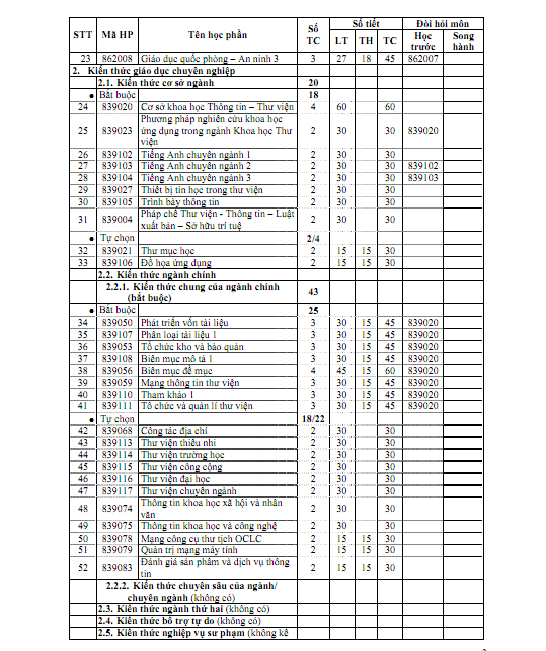 STT Mã HP Tên học phần Số TC Số tiết Đòi hỏi môn
LT TH TC Học trước Song hành
23 862008 Giáo dục quốc phòng – An ninh 3 3 27 18 45 862007
2. Kiến thức giáo dục chuyên nghiệp
2.1. Kiến thức cơ sở ngành 20
● Bắt buộc 18
24 839020 Cơ sở khoa học Thông tin – Thư viện 4 60 60
25 839023 Phương pháp nghiên cứu khoa học
ứng dụng trong ngành Khoa học Thư
viện 2 30 30 839020
26 839102 Tiếng Anh chuyên ngành 1 2 30 30
27 839103 Tiếng Anh chuyên ngành 2 2 30 30 839102
28 839104 Tiếng Anh chuyên ngành 3 2 30 30 839103
29 839027 Thiết bị tin học trong thư viện 2 30 30
30 839105 Trình bày thông tin 2 30 30
31 839004 Pháp chế Thư viện - Thông tin – Luật
xuất bản – Sở hữu trí tuệ 2 30 30
● Tự chọn 2/4
32 839021 Thư mục học 2 15 15 30
33 839106 Đồ họa ứng dụng 2 15 15 30
2.2. Kiến thức ngành chính
2.2.1. Kiến thức chung của ngành chính
(bắt buộc) 43
● Bắt buộc 25
34 839050 Phát triển vốn tài liệu 3 30 15 45 839020
35 839107 Phân loại tài liệu 1 3 30 15 45 839020
36 839053 Tổ chức kho và bảo quản 3 30 15 45 839020
37 839108 Biên mục mô tả 1 3 30 15 45 839020
38 839056 Biên mục đề mục 4 45 15 60 839020
39 839059 Mạng thông tin thư viện 3 30 15 45 839020
40 839110 Tham khảo 1 3 30 15 45 839020
41 839111 Tổ chức và quản lí thư viện 3 30 15 45 839020
● Tự chọn 18/22
42 839068 Công tác địa chí 2 30 30
43 839113 Thư viện thiếu nhi 2 30 30
44 839114 Thư viện trường học 2 30 30
45 839115 Thư viện công cộng 2 30 30
46 839116 Thư viện đại học 2 30 30
47 839117 Thư viện chuyên ngành 2 30 30
48 839074 Thông tin khoa học xã hội và nhân
văn 2 30 30
49 839075 Thông tin khoa học và công nghệ 2 30 30
50 839078 Mạng công cụ thư tịch OCLC 2 15 15 30
51 839079 Quản trị mạng máy tính 2 15 15 30
52 839083 Đánh giá sản phẩm và dịch vụ thông
tin 2 15 15 30
2.2.2. Kiến thức chuyên sâu của ngành/
chuyên ngành (không có)
2.3. Kiến thức ngành thứ hai (không có)
2.4. Kiến thức bổ trợ tự do (không có)
2.5. Kiến thức nghiệp vụ sư phạm (không kể